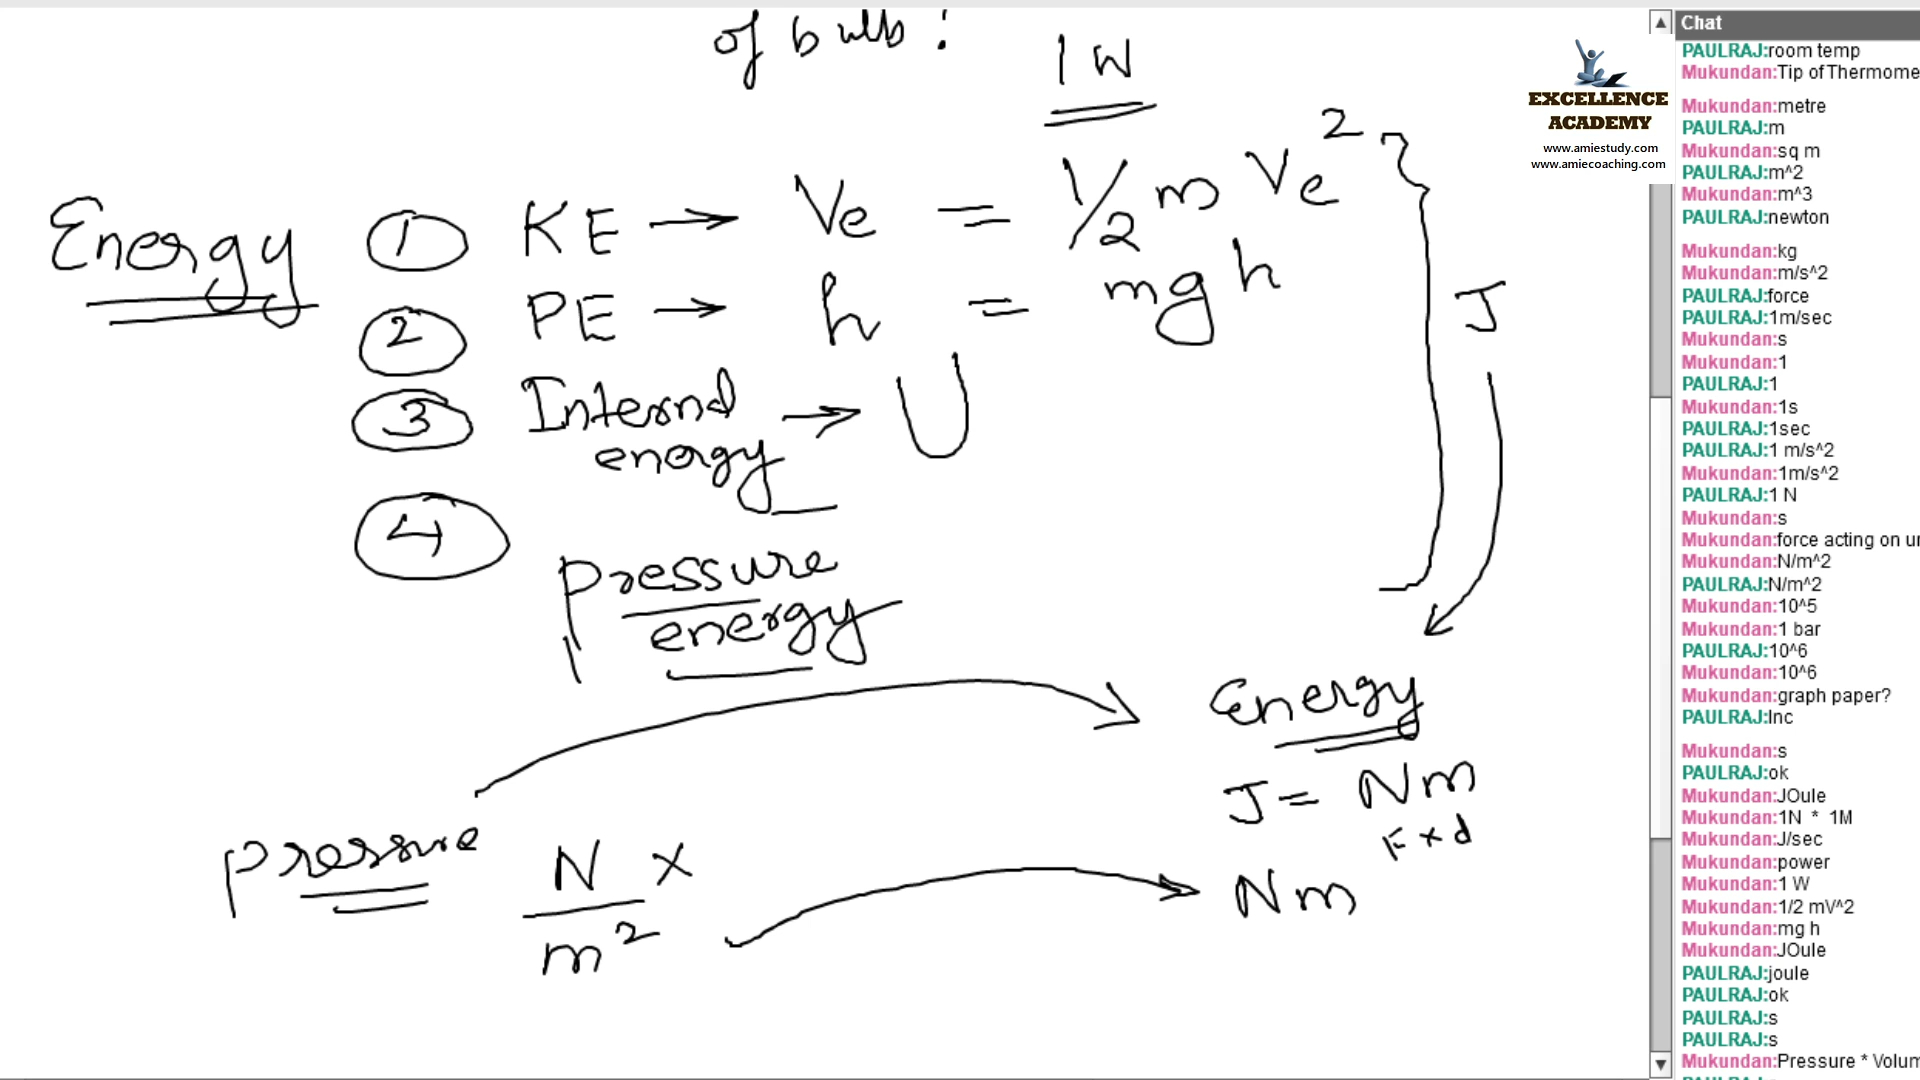 of bulb?
1 W
Energy
1 KE → Ve = 1/2 m Ve²
2 PE → h = mgh
J
3 Internal energy → U
4
Pressure
energy
Energy
J = Nm
F x d
Pressure
N/m² x
Nm
EXCELLENCE
ACADEMY
www.amiestudy.com
www.amiecoaching.com
Chat
PAULRAJ:room temp
Mukundan:Tip of Thermome
Mukundan:metre
PAULRAJ:m
Mukundan:sq m
PAULRAJ:m^2
Mukundan:m^3
PAULRAJ:newton
Mukundan:kg
Mukundan:m/s^2
PAULRAJ:force
PAULRAJ:1m/sec
Mukundan:s
Mukundan:1
PAULRAJ:1
Mukundan:1s
PAULRAJ:1sec
PAULRAJ:1 m/s^2
Mukundan:1m/s^2
PAULRAJ:1 N
Mukundan:s
Mukundan:force acting on ur
Mukundan:N/m^2
PAULRAJ:N/m^2
Mukundan:10^5
Mukundan:1 bar
PAULRAJ:10^6
Mukundan:10^6
Mukundan:graph paper?
PAULRAJ:Inc
Mukundan:s
PAULRAJ:ok
Mukundan:JOule
Mukundan:1N * 1M
Mukundan:J/sec
Mukundan:power
Mukundan:1 W
Mukundan:1/2 mV^2
Mukundan:mg h
Mukundan:JOule
PAULRAJ:joule
PAULRAJ:ok
PAULRAJ:s
PAULRAJ:s
Mukundan:Pressure * Volum